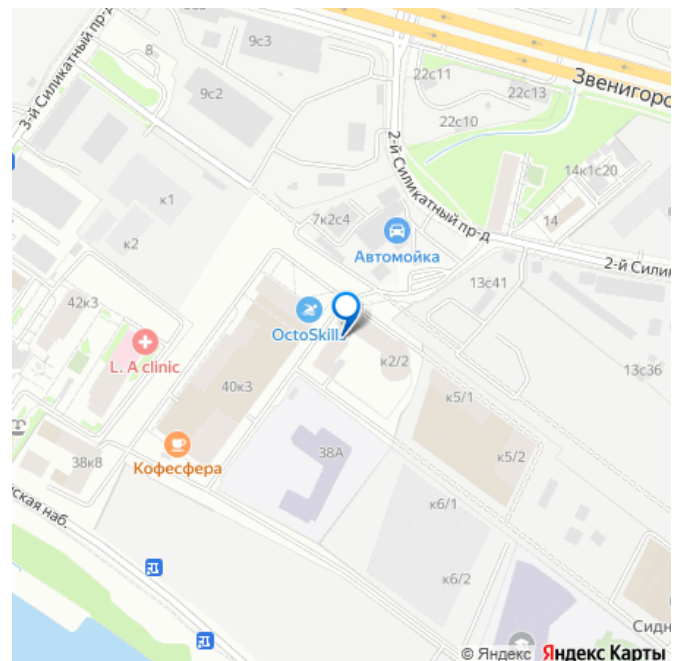 9с3
8
22с11
Звенигоро
9с2
22с13
22с10
3-й Силикатный пр-д
2-й Силикатный пр-д
14к1с20
к1
7к2с4
14
к2
Автомойка
2-й Сили
13с41
42к3
OctoSkills
L. A clinic
к2/2
13с36
40к3
к5/1
38А
к5/2
38к8
Кофесфера
к6/1
ская наб.
к6/2
Сидн
© Яндекс Яндекс Карты